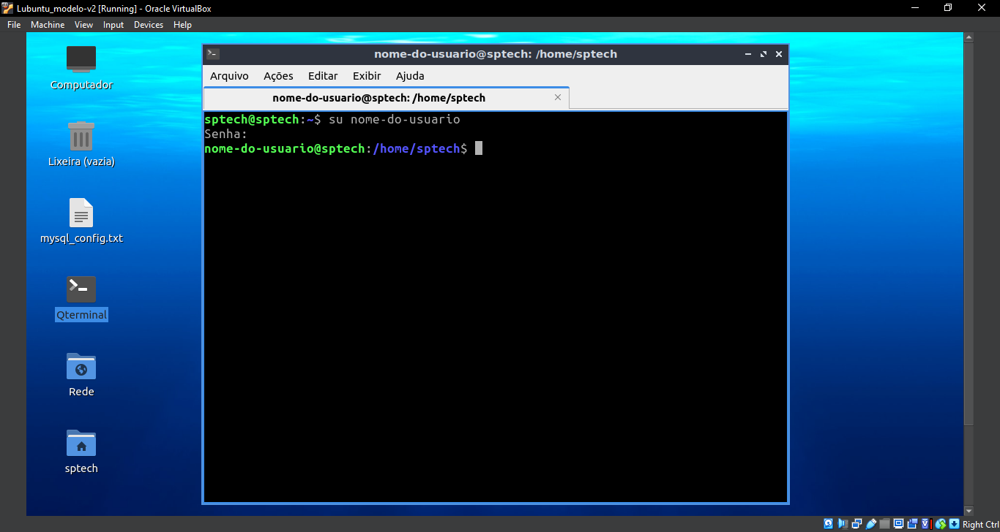 Lubuntu_modelo-v2 [Running] - Oracle VirtualBox
File Machine View Input Devices Help
Computador
Lixeira (vazia)
mysql_config.txt
Qterminal
Rede
sptech
nome-do-usuario@sptech: /home/sptech
Arquivo Ações Editar Exibir Ajuda
nome-do-usuario@sptech: /home/sptech
sptech@sptech:~$ su nome-do-usuario
Senha:
nome-do-usuario@sptech:/home/sptech$
Right Ctrl